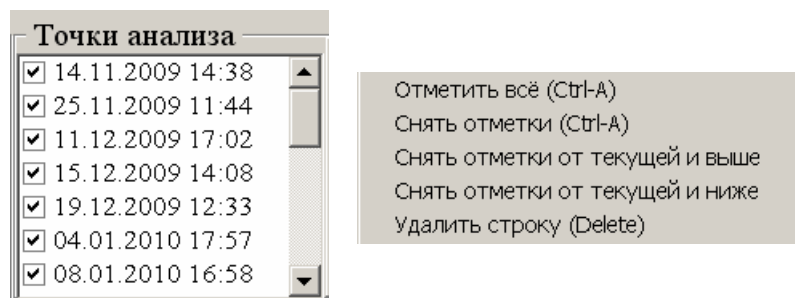 Точки анализа
14.11.2009 14:38
25.11.2009 11:44
11.12.2009 17:02
15.12.2009 14:08
19.12.2009 12:33
04.01.2010 17:57
08.01.2010 16:58
Отметить всё (Ctrl-A)
Снять отметки (Ctrl-A)
Снять отметки от текущей и выше
Снять отметки от текущей и ниже
Удалить строку (Delete)